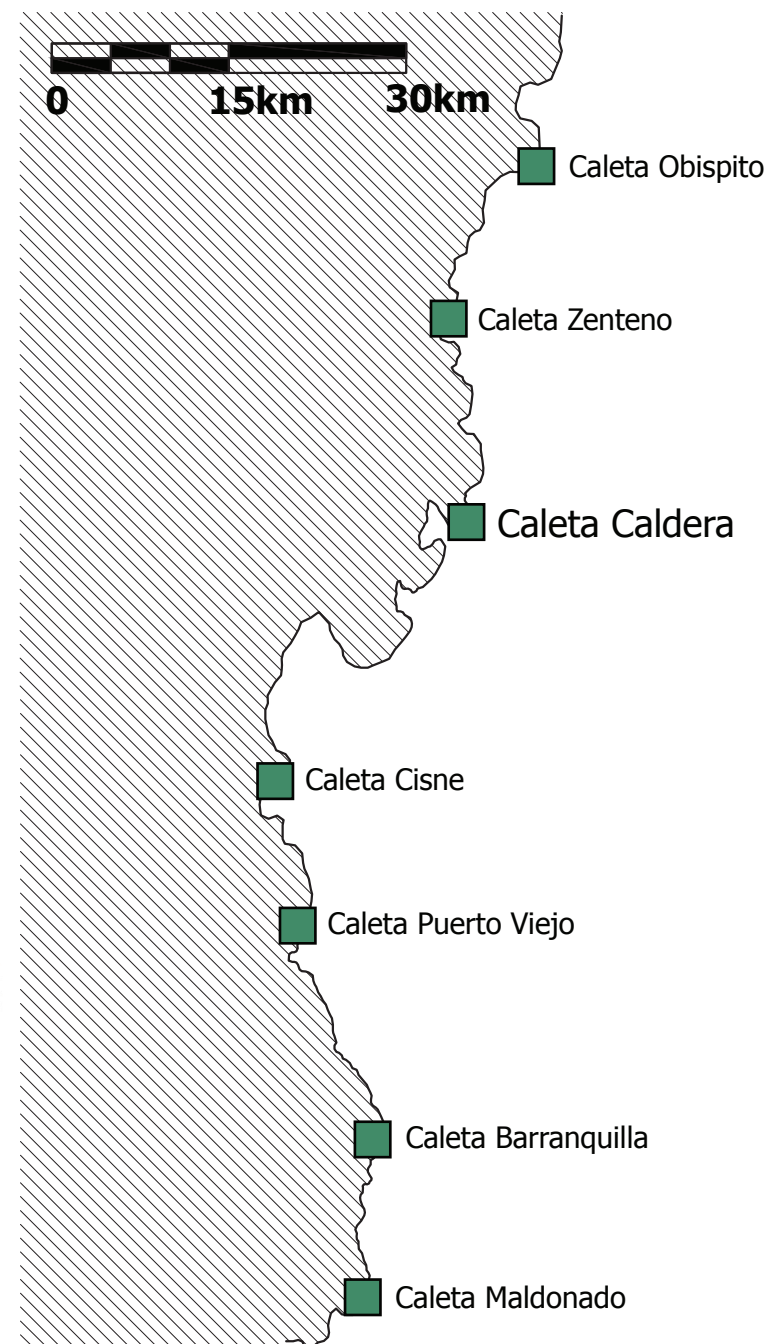 0 15km 30km
Caleta Obispito
Caleta Zenteno
Caleta Caldera
Caleta Cisne
Caleta Puerto Viejo
Caleta Barranquilla
Caleta Maldonado